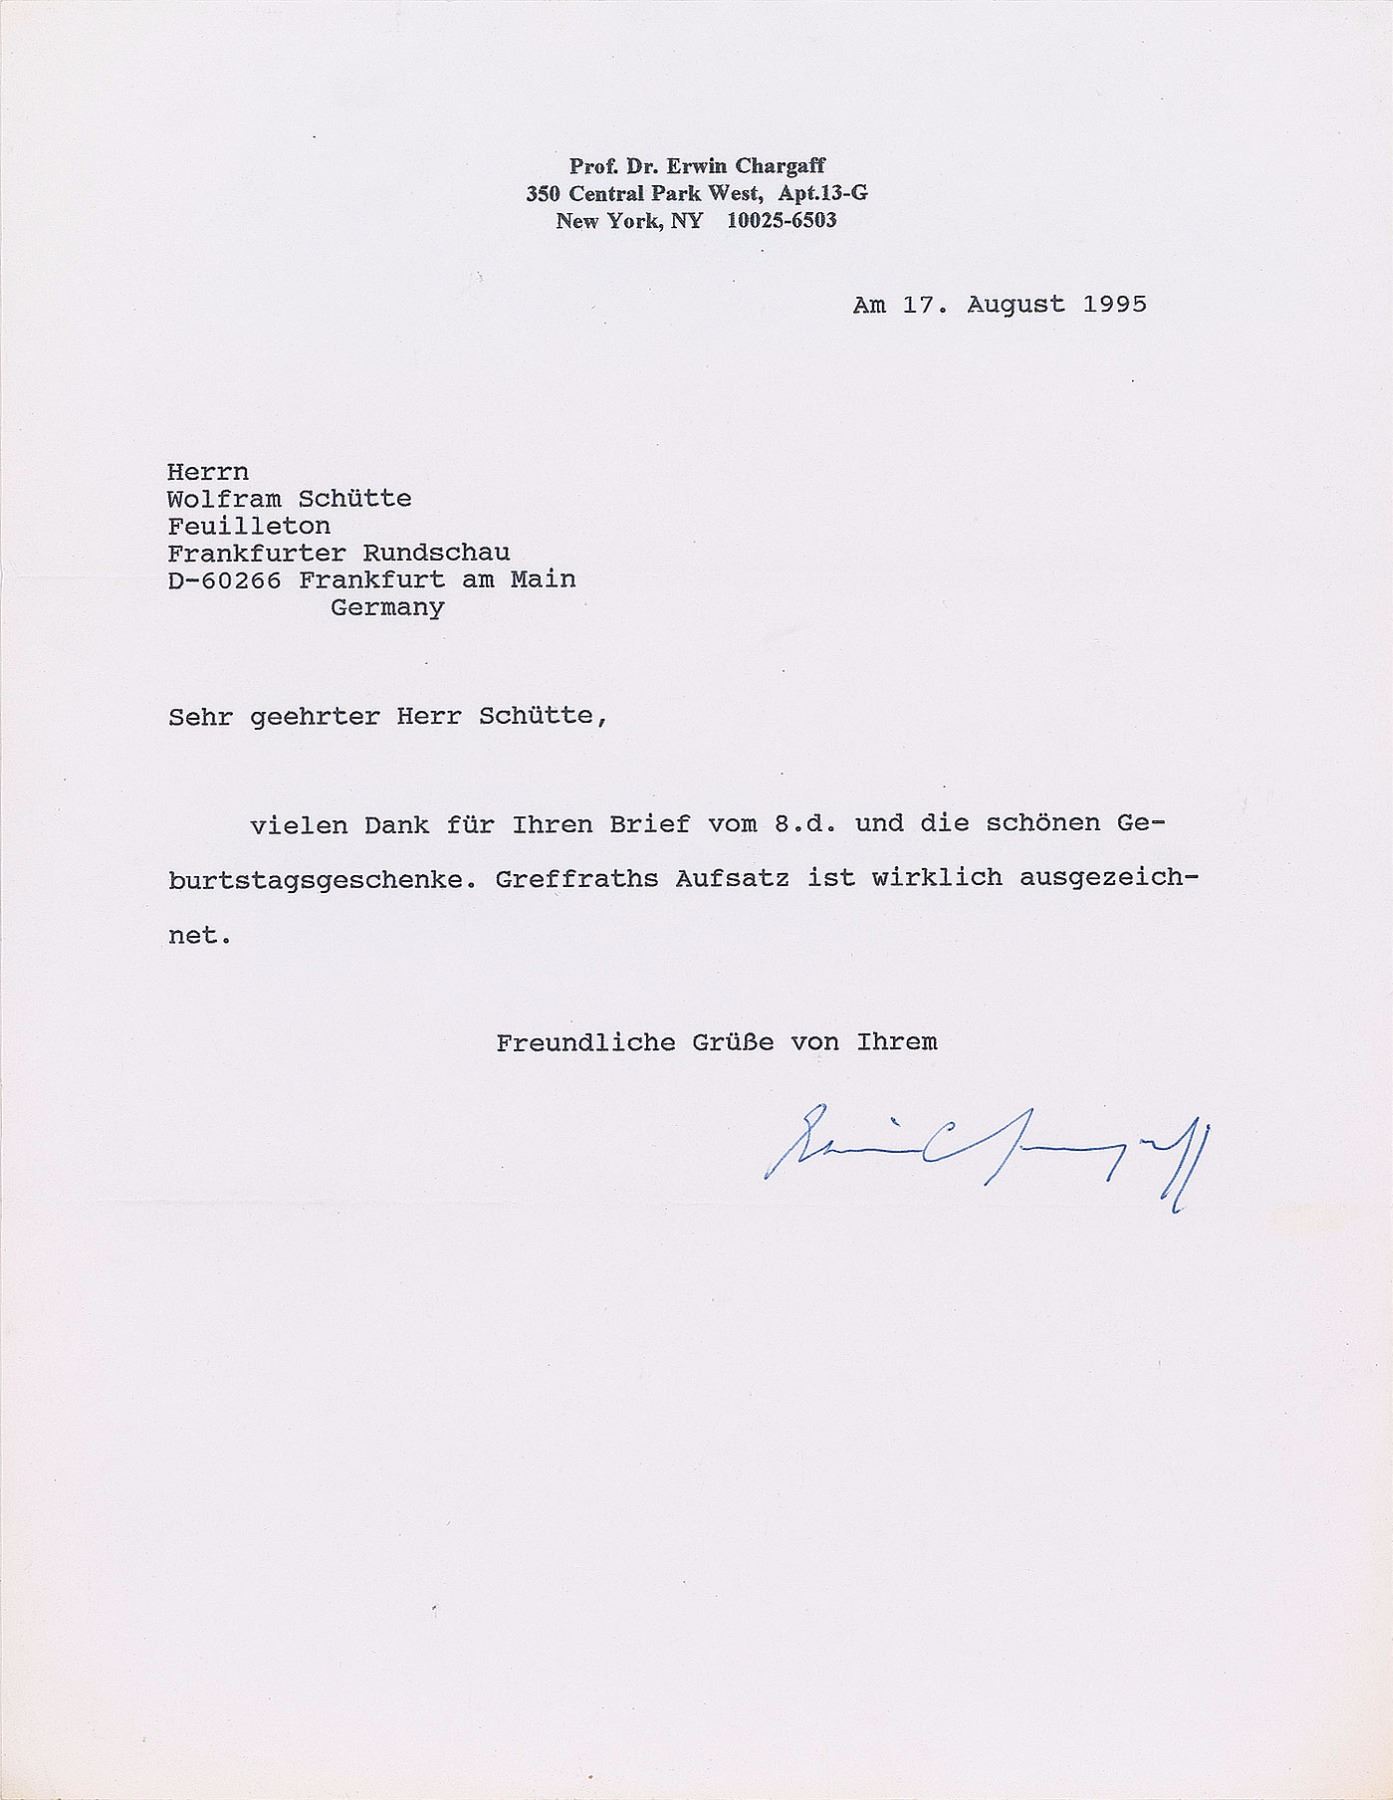 Prof. Dr. Erwin Chargaff
350 Central Park West, Apt.13-G
New York, NY 10025-6503
Am 17. August 1995
Herrn
Wolfram Schütte
Feuilleton
Frankfurter Rundschau
D-60266 Frankfurt am Main
Germany
Sehr geehrter Herr Schütte,
vielen Dank für Ihren Brief vom 8.d. und die schönen Ge-
burtstagsgeschenke. Greffraths Aufsatz ist wirklich ausgezeich-
net.
Freundliche Grüße von Ihrem
Erwin Chargaff